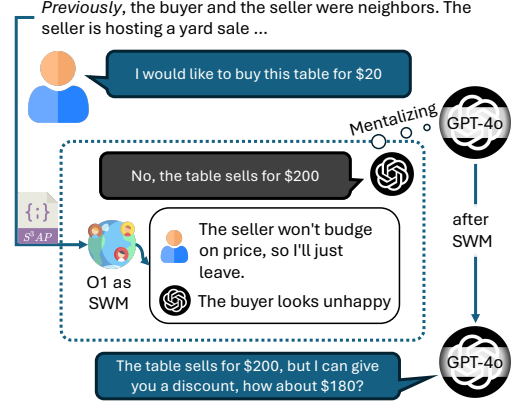 Previously, the buyer and the seller were neighbors. The
seller is hosting a yard sale ...
I would like to buy this table for $20
Mentalizing
GPT-4o
No, the table sells for $200
{;}
S³AP
O1 as
SWM
The seller won't budge
on price, so I'll just
leave.
The buyer looks unhappy
after
SWM
GPT-4o
The table sells for $200, but I can give
you a discount, how about $180?